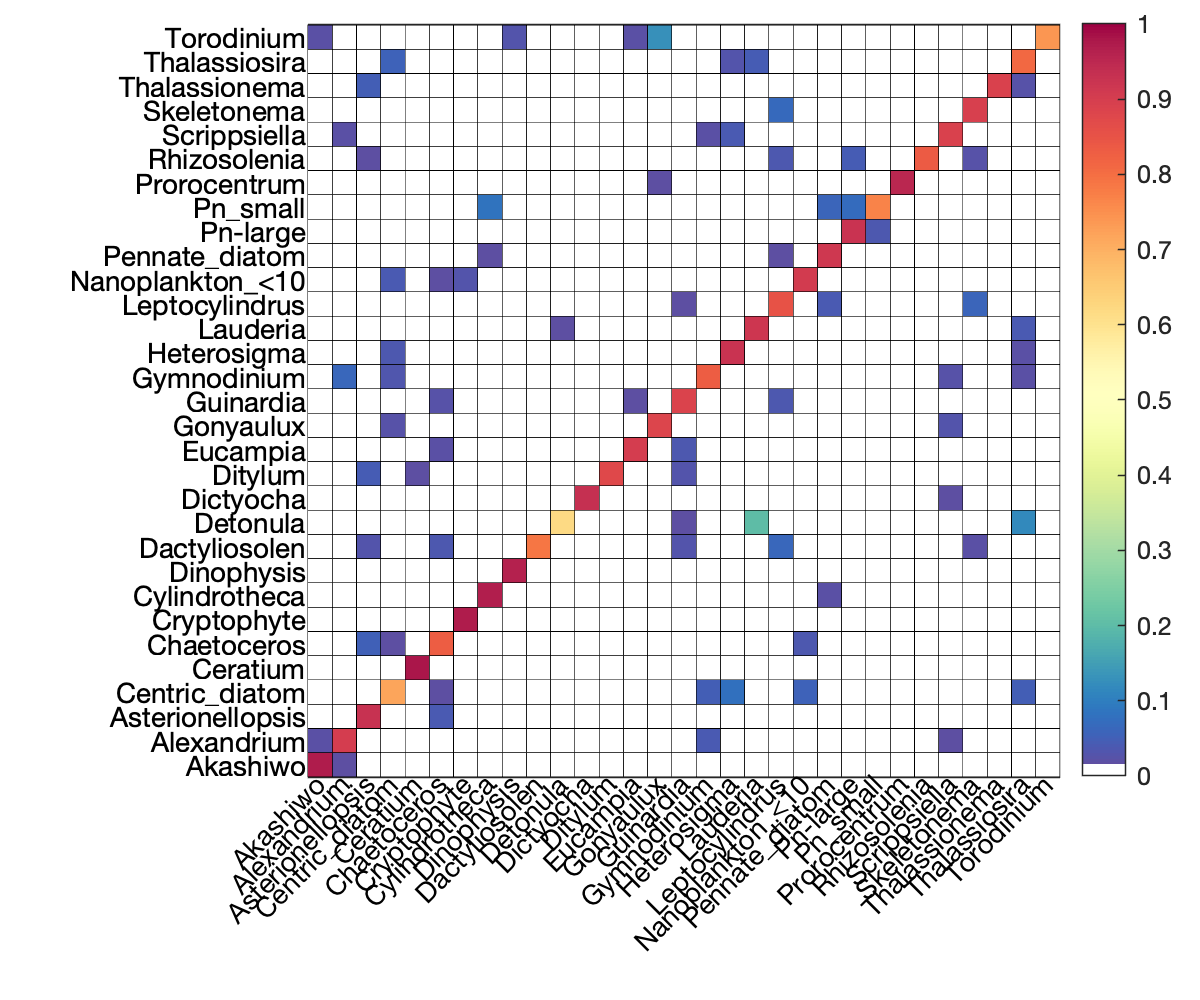 Torodinium
Thalassiosira
Thalassionema
Skeletonema
Scrippsiella
Rhizosolenia
Prorocentrum
Pn_small
Pn-large
Pennate_diatom
Nanoplankton_<10
Leptocylindrus
Lauderia
Heterosigma
Gymnodinium
Guinardia
Gonyaulux
Eucampia
Ditylum
Dictyocha
Detonula
Dactyliosolen
Dinophysis
Cylindrotheca
Cryptophyte
Chaetoceros
Ceratium
Centric_diatom
Asterionellopsis
Alexandrium
Akashiwo
Akashiwo
Alexandrium
Asterionellopsis
Centric_diatom
Ceratium
Chaetoceros
Cryptophyte
Cylindrotheca
Dinophysis
Dactyliosolen
Detonula
Dictyocha
Ditylum
Eucampia
Gonyaulux
Guinardia
Gymnodinium
Heterosigma
Lauderia
Leptocylindrus
Nanoplankton_<10
Pennate_diatom
Pn-large
Pn_small
Prorocentrum
Rhizosolenia
Scrippsiella
Skeletonema
Thalassionema
Thalassiosira
Torodinium
1
0.9
0.8
0.7
0.6
0.5
0.4
0.3
0.2
0.1
0